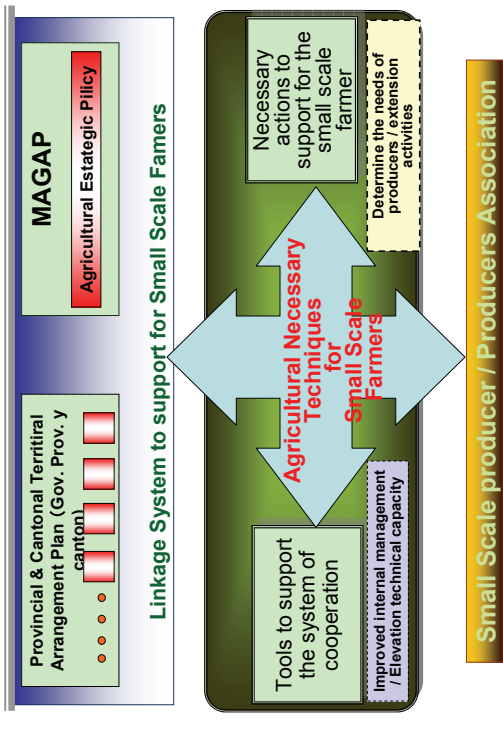 Provincial & Cantonal Territiral
Arrangement Plan (Gov. Prov. y
canton)
MAGAP
Agricultural Estategic Pilicy
Linkage System to support for Small Scale Famers
Tools to support
the system of
cooperation
Agricultural Necessary
Techniques
for
Small Scale
Farmers
Necessary
actions to
support for the
small scale
farmer
Improved internal management
/ Elevation technical capacity
Determine the needs of
producers / extension
activities
Small Scale producer / Producers Association